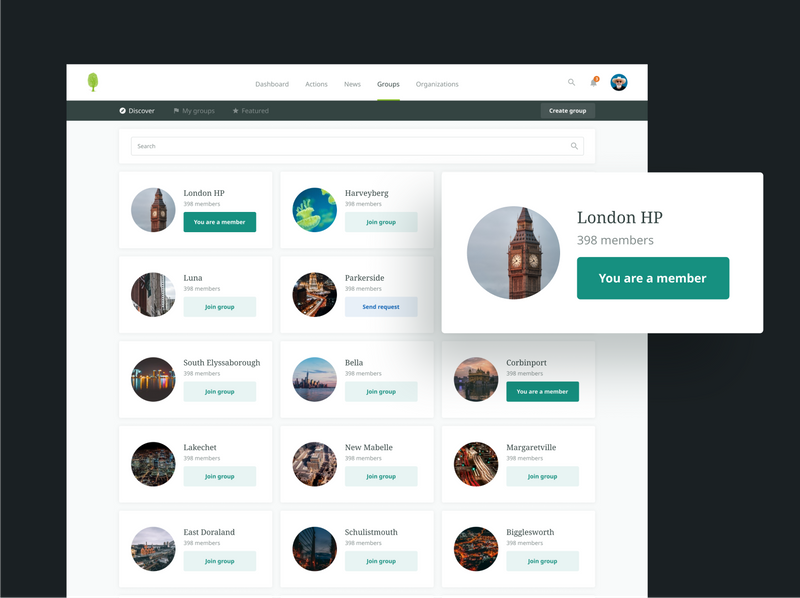 Dashboard Actions News Groups Organizations
3
Discover My groups Featured Create group
Search
London HP
398 members
You are a member
Harveyberg
398 members
Join group
London HP
398 members
You are a member
Luna
398 members
Join group
Parkerside
398 members
Send request
South Elyssaborough
398 members
Join group
Bella
398 members
Join group
Corbinport
398 members
You are a member
Lakechet
398 members
Join group
New Mabelle
398 members
Join group
Margaretville
398 members
Join group
East Doraland
398 members
Join group
Schulistmouth
398 members
Join group
Bigglesworth
398 members
Join group